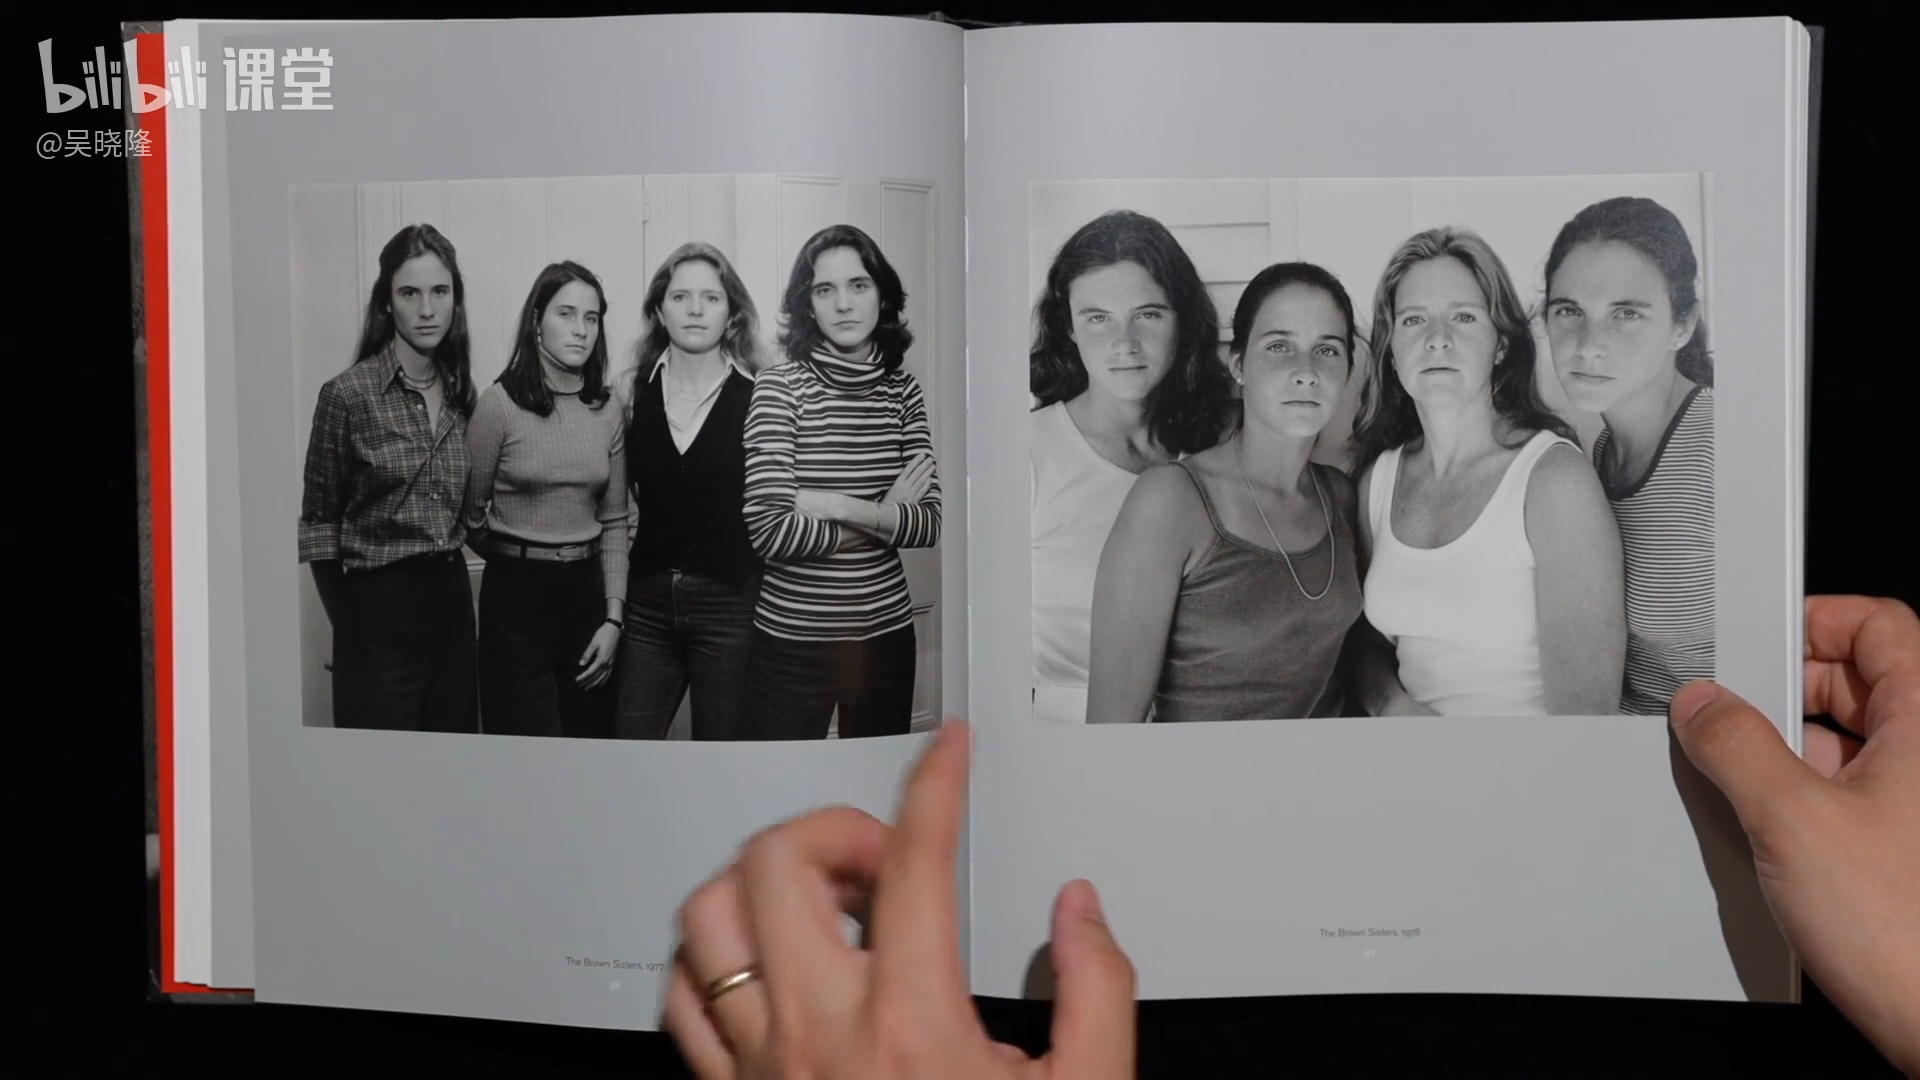 bilibili 课堂
@吴晓隆
The Brown Sisters, 1977
The Brown Sisters, 1978